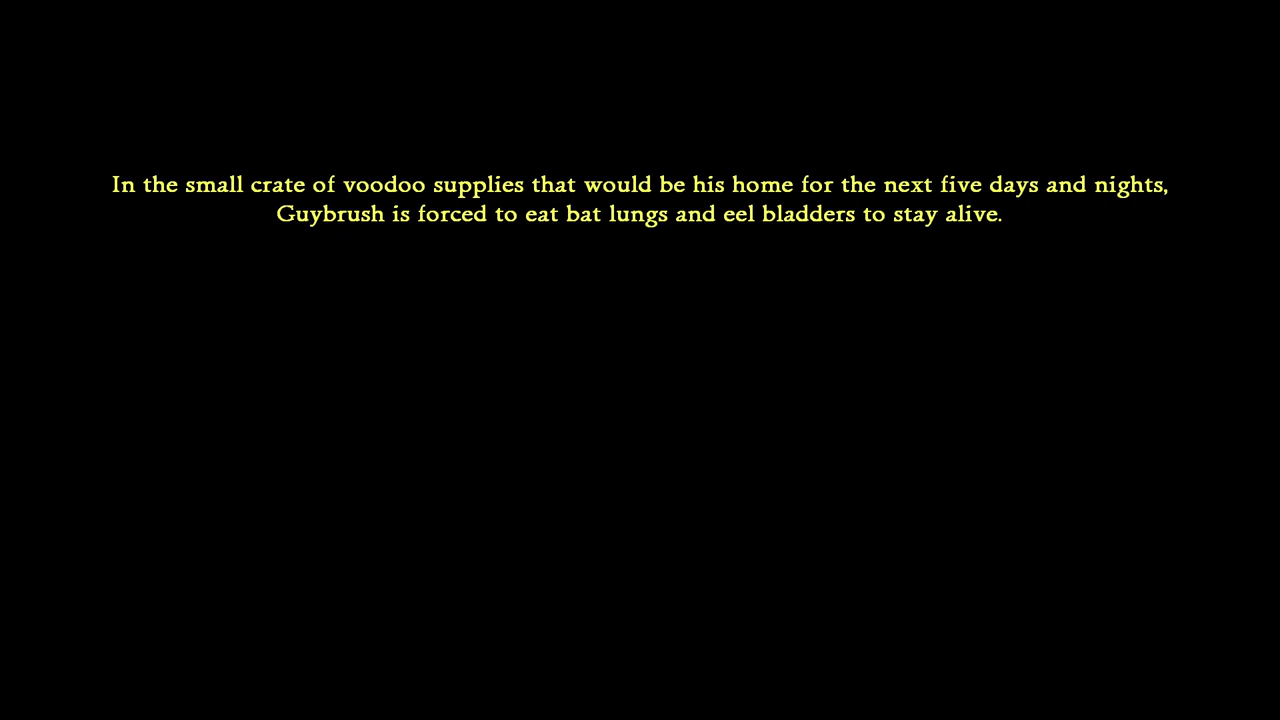 In the small crate of voodoo supplies that would be his home for the next five days and nights,
Guybrush is forced to eat bat lungs and eel bladders to stay alive.